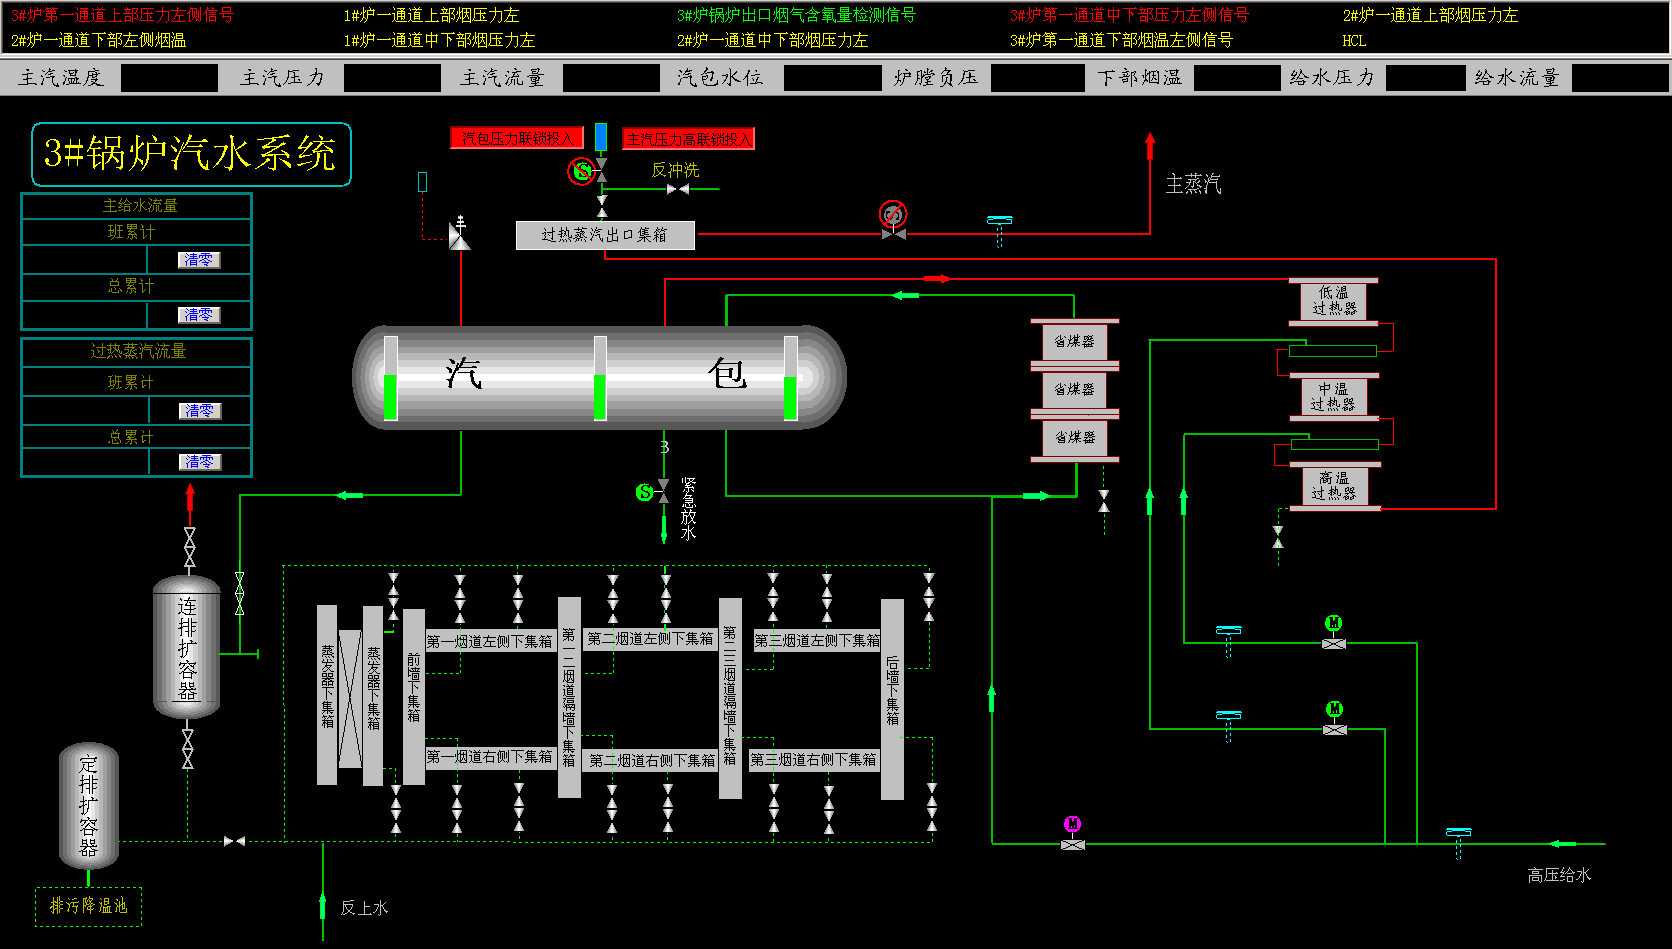 3#炉第一通道上部压力左侧信号
1#炉一通道上部烟压力左
3#炉锅炉出口烟气含氧量检测信号
3#炉第一通道中下部压力左侧信号
2#炉一通道上部烟压力左
2#炉一通道下部左侧烟温
1#炉一通道中下部烟压力左
2#炉一通道中下部烟压力左
3#炉第一通道下部烟温左侧信号
HCL
主汽温度
主汽压力
主汽流量
汽包水位
炉膛负压
下部烟温
给水压力
给水流量
3#锅炉汽水系统
汽包压力联锁投入
主汽压力高联锁投入
S
反冲洗
主蒸汽
过热蒸汽出口集箱
主给水流量
班累计
清零
总累计
清零
过热蒸汽流量
班累计
清零
总累计
清零
低温
过热器
中温
过热器
高温
过热器
省煤器
省煤器
省煤器
汽
包
3
S
紧急放水
连排扩容器
定排扩容器
排污降温池
蒸发器下集箱
蒸发器下集箱
前墙下集箱
第一烟道左侧下集箱
第一二烟道隔墙下集箱
第二烟道左侧下集箱
第二三烟道隔墙下集箱
第三烟道左侧下集箱
后墙下集箱
第一烟道右侧下集箱
第二烟道右侧下集箱
第三烟道右侧下集箱
M
M
M
高压给水
反上水